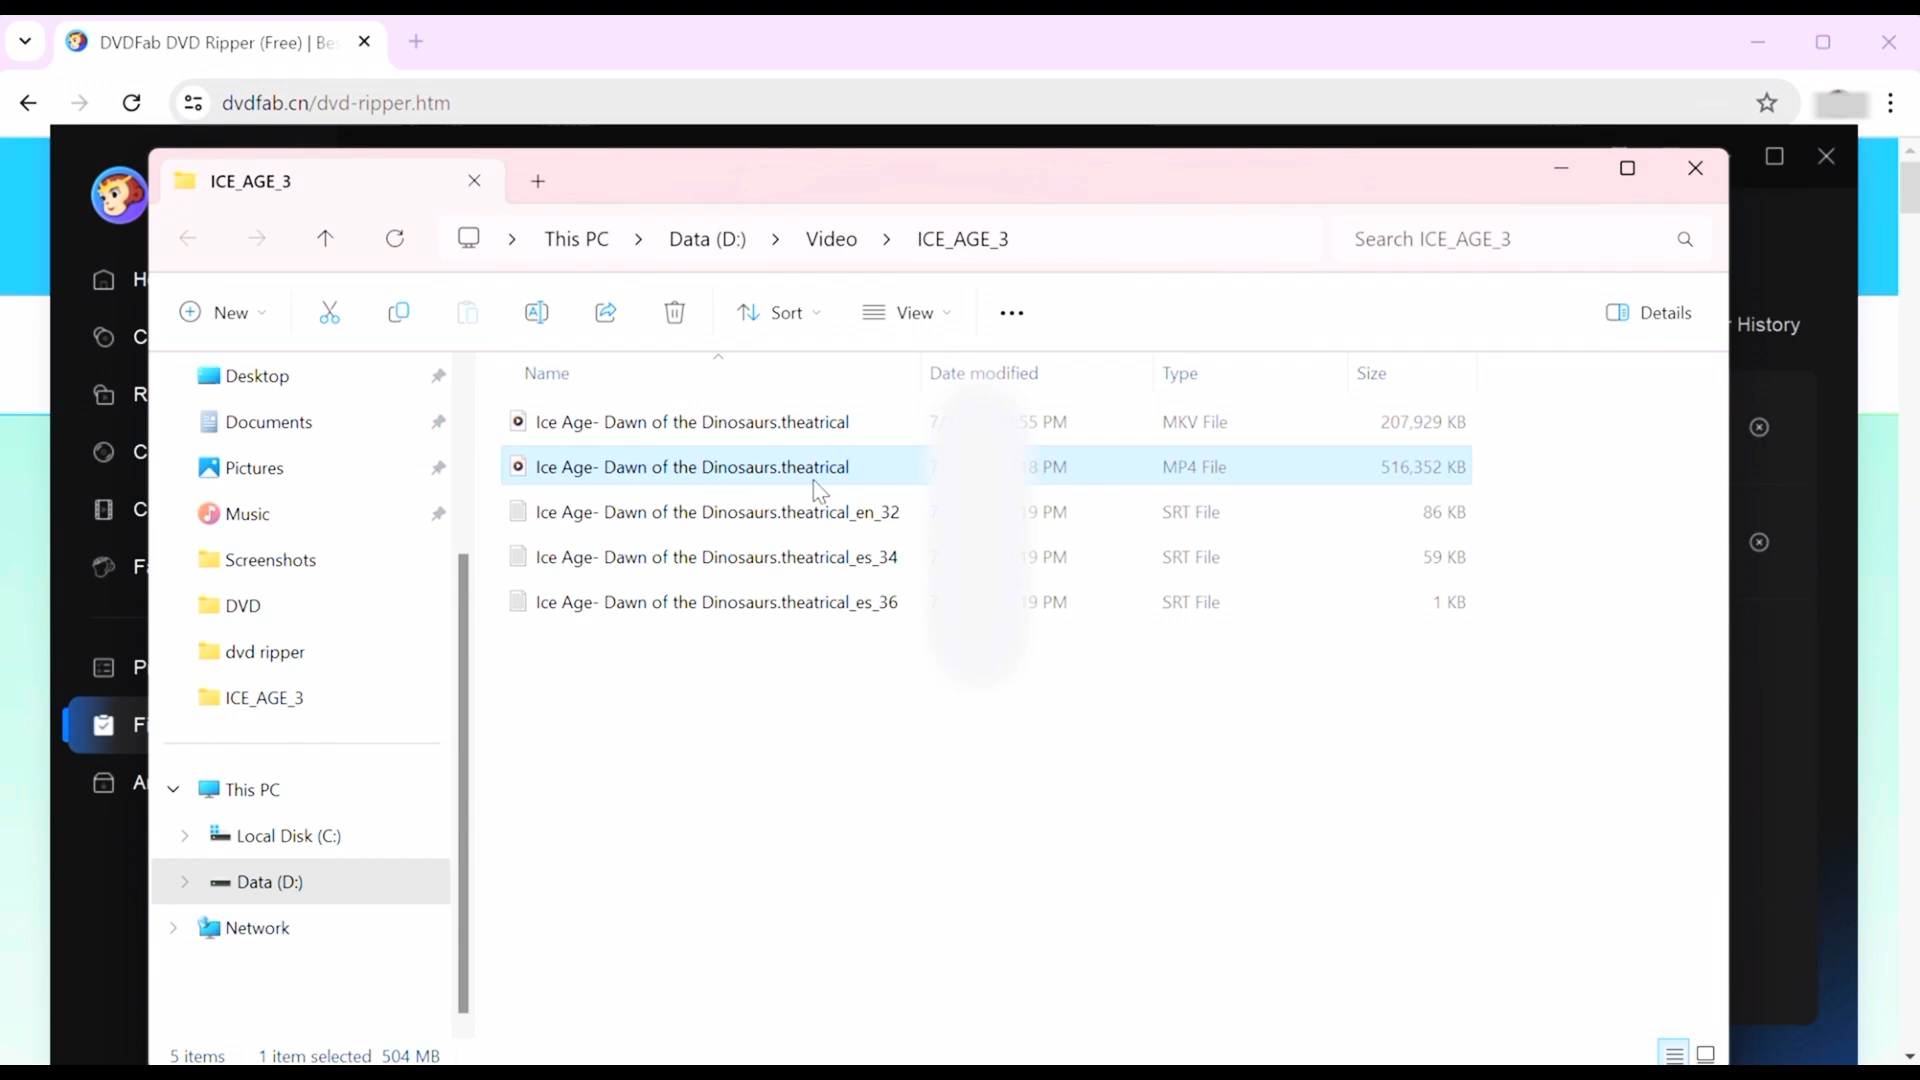 DVDFab DVD Ripper (Free) | Be
dvdfab.cn/dvd-ripper.htm
ICE_AGE_3
This PC > Data (D:) > Video > ICE_AGE_3
Search ICE_AGE_3
New
Sort
View
Details
History
Name Date modified Type Size
Ice Age- Dawn of the Dinosaurs.theatrical 55 PM MKV File 207,929 KB
Ice Age- Dawn of the Dinosaurs.theatrical 18 PM MP4 File 516,352 KB
Ice Age- Dawn of the Dinosaurs.theatrical_en_32 19 PM SRT File 86 KB
Ice Age- Dawn of the Dinosaurs.theatrical_es_34 19 PM SRT File 59 KB
Ice Age- Dawn of the Dinosaurs.theatrical_es_36 19 PM SRT File 1 KB
Desktop
Documents
Pictures
Music
Screenshots
DVD
dvd ripper
ICE_AGE_3
This PC
Local Disk (C:)
Data (D:)
Network
5 items 1 item selected 504 MB